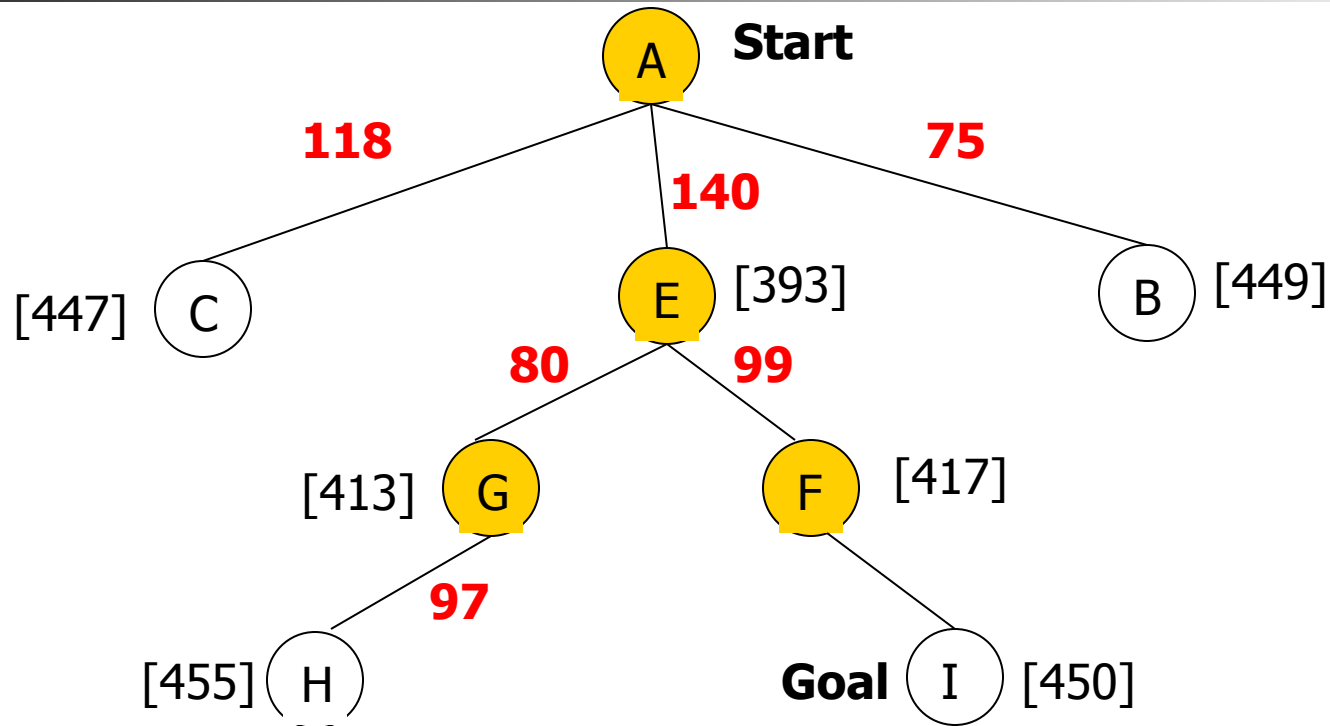 A Start
118
75
140
[447] C
E [393]
B [449]
80
99
[413] G
F [417]
97
[455] H
Goal I [450]